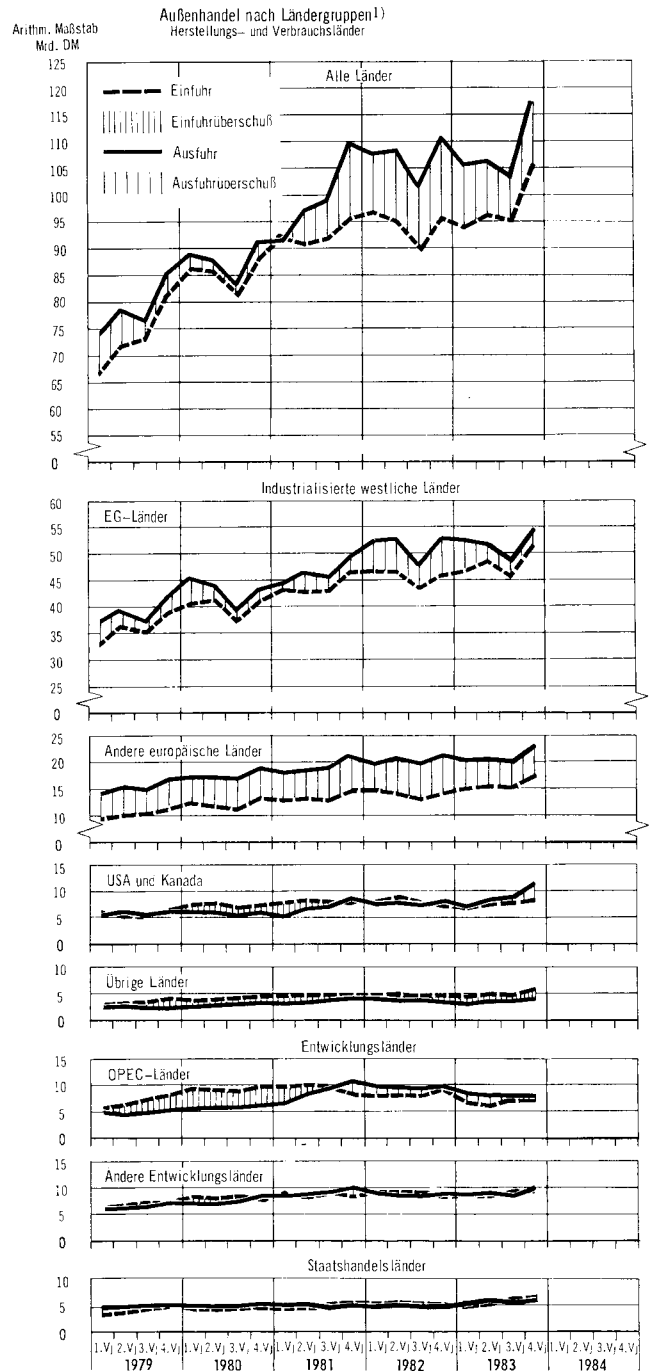 Außenhandel nach Ländergruppen1)
Herstellungs- und Verbrauchsländer
Arithm. Maßstab
Mrd. DM
Alle Länder
125
120
115
110
105
100
95
90
85
80
75
70
65
60
55
0
Einfuhr
Einfuhrüberschuß
Ausfuhr
Ausfuhrüberschuß
Industrialisierte westliche Länder
EG-Länder
60
55
50
45
40
35
30
25
0
Andere europäische Länder
25
20
15
10
0
USA und Kanada
15
10
5
0
Übrige Länder
10
5
0
Entwicklungsländer
OPEC-Länder
15
10
5
0
Andere Entwicklungsländer
15
10
5
0
Staatshandelsländer
10
5
0
1.Vj 2.Vj 3.Vj 4.Vj 1.Vj 2.Vj 3.Vj 4.Vj 1.Vj 2.Vj 3.Vj 4.Vj 1.Vj 2.Vj 3.Vj 4.Vj 1.Vj 2.Vj 3.Vj 4.Vj 1.Vj 2.Vj 3.Vj 4.Vj
1979 1980 1981 1982 1983 1984